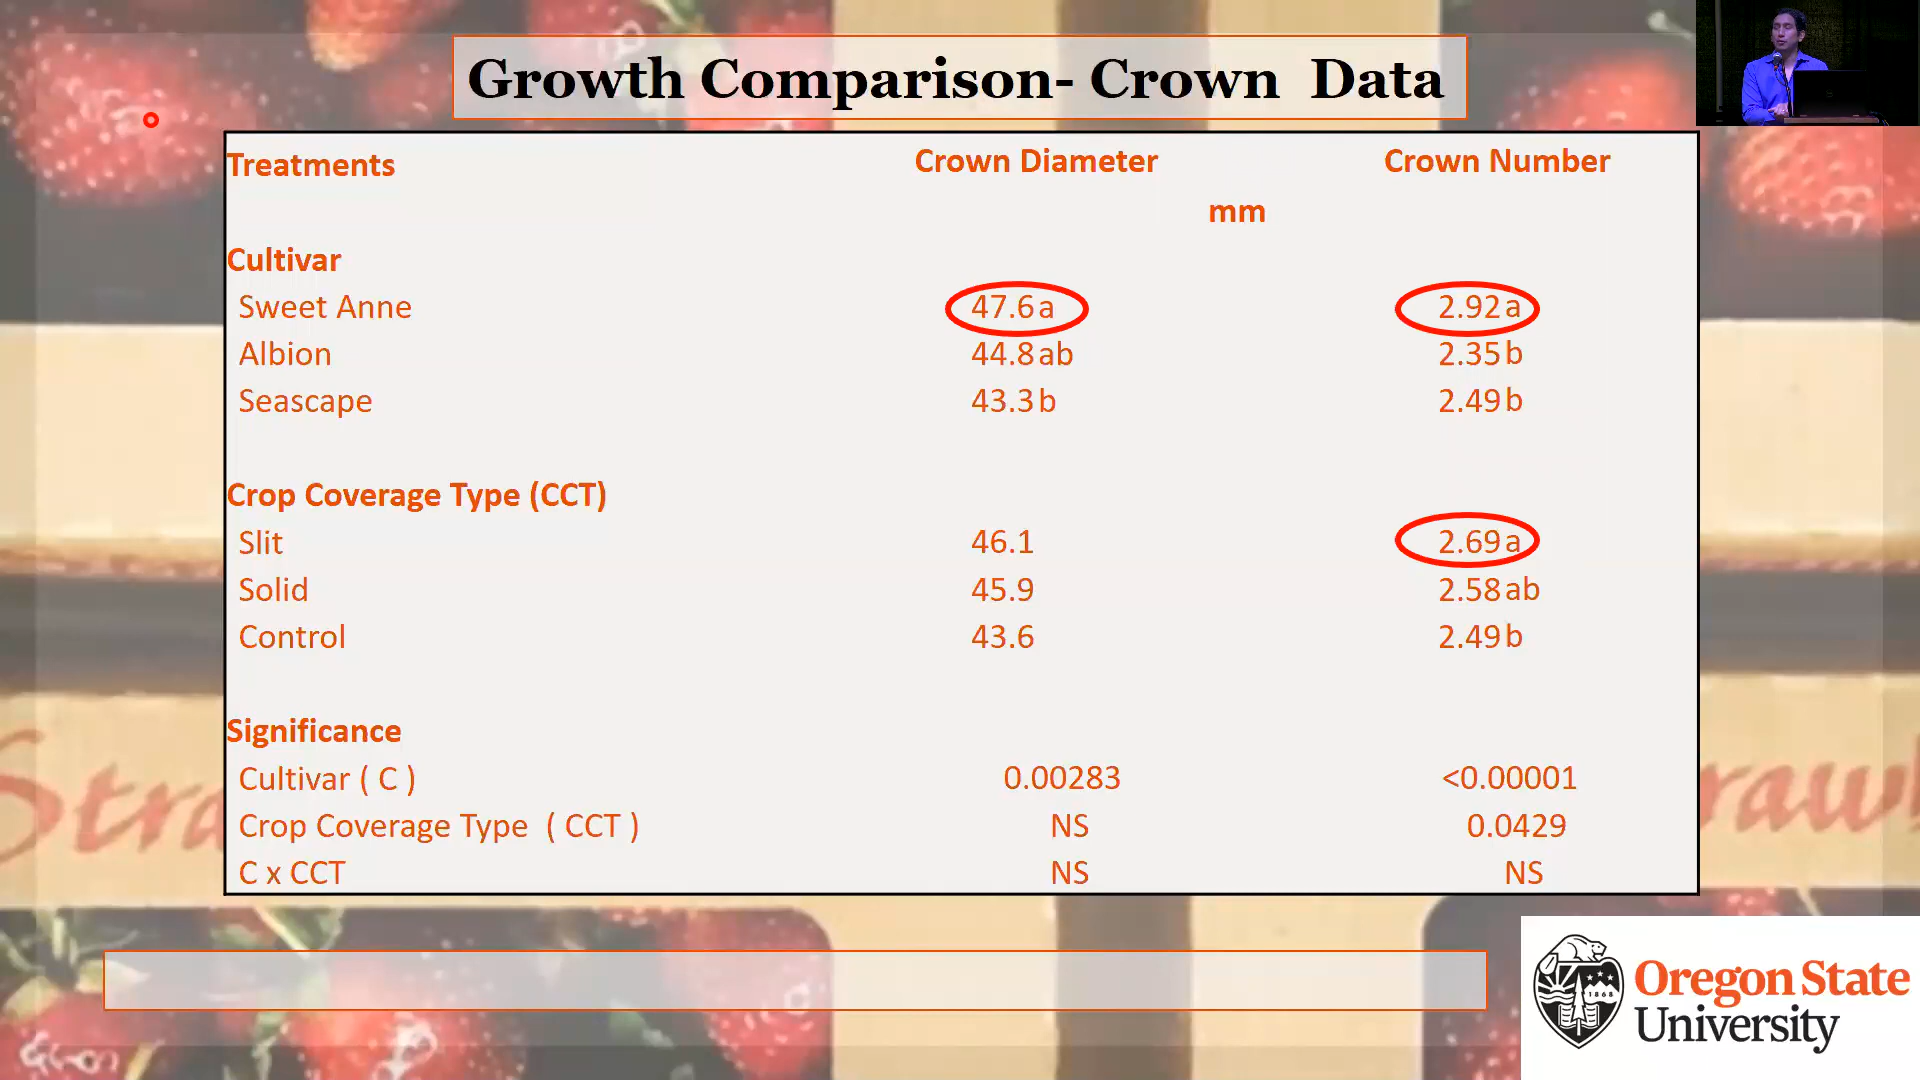 Growth Comparison- Crown Data
Treatments Crown Diameter Crown Number
mm
Cultivar
Sweet Anne 47.6 a 2.92 a
Albion 44.8 ab 2.35 b
Seascape 43.3 b 2.49 b
Crop Coverage Type (CCT)
Slit 46.1 2.69 a
Solid 45.9 2.58 ab
Control 43.6 2.49 b
Significance
Cultivar ( C ) 0.00283 <0.00001
Crop Coverage Type ( CCT ) NS 0.0429
C x CCT NS NS
Stra
raw
1868
Oregon State
University